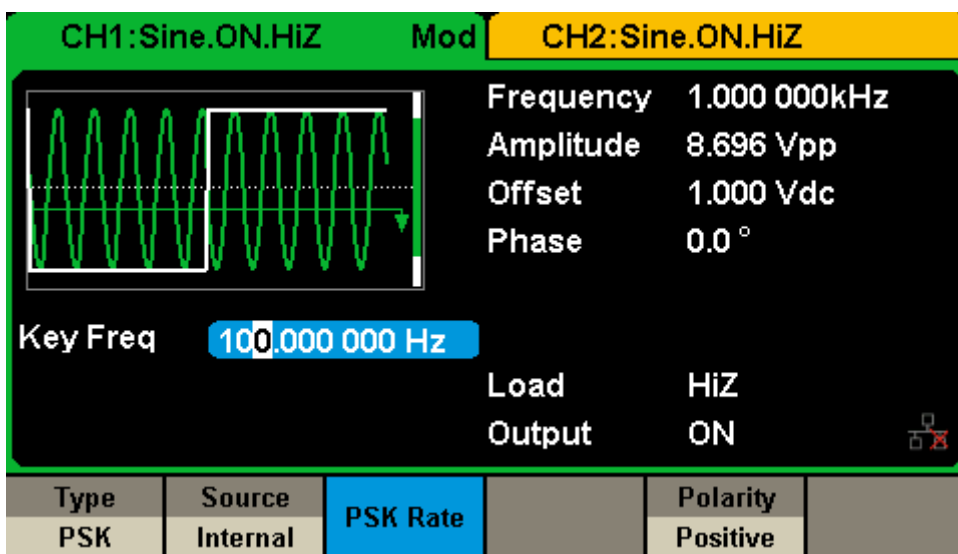 CH1:Sine.ON.HiZ Mod CH2:Sine.ON.HiZ
Frequency 1.000 000kHz
Amplitude 8.696 Vpp
Offset 1.000 Vdc
Phase 0.0 °
Key Freq 100.000 000 Hz
Load HiZ
Output ON
Type Source PSK Rate Polarity
PSK Internal Positive